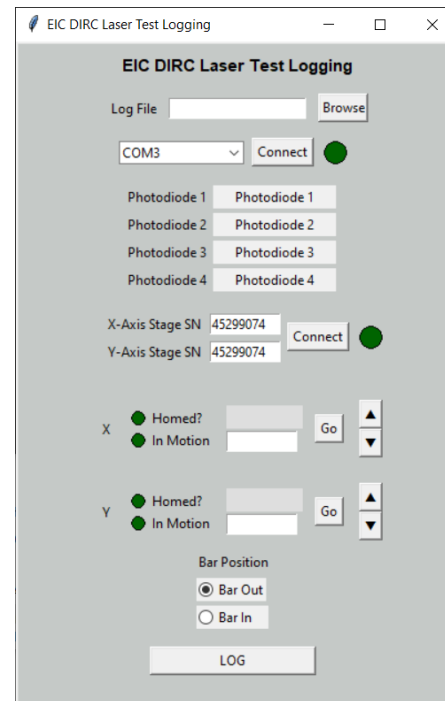 EIC DIRC Laser Test Logging
EIC DIRC Laser Test Logging
Log File Browse
COM3 Connect
Photodiode 1 Photodiode 1
Photodiode 2 Photodiode 2
Photodiode 3 Photodiode 3
Photodiode 4 Photodiode 4
X-Axis Stage SN 45299074
Connect
Y-Axis Stage SN 45299074
X
Homed?
In Motion
Go
Y
Homed?
In Motion
Go
Bar Position
Bar Out
Bar In
LOG